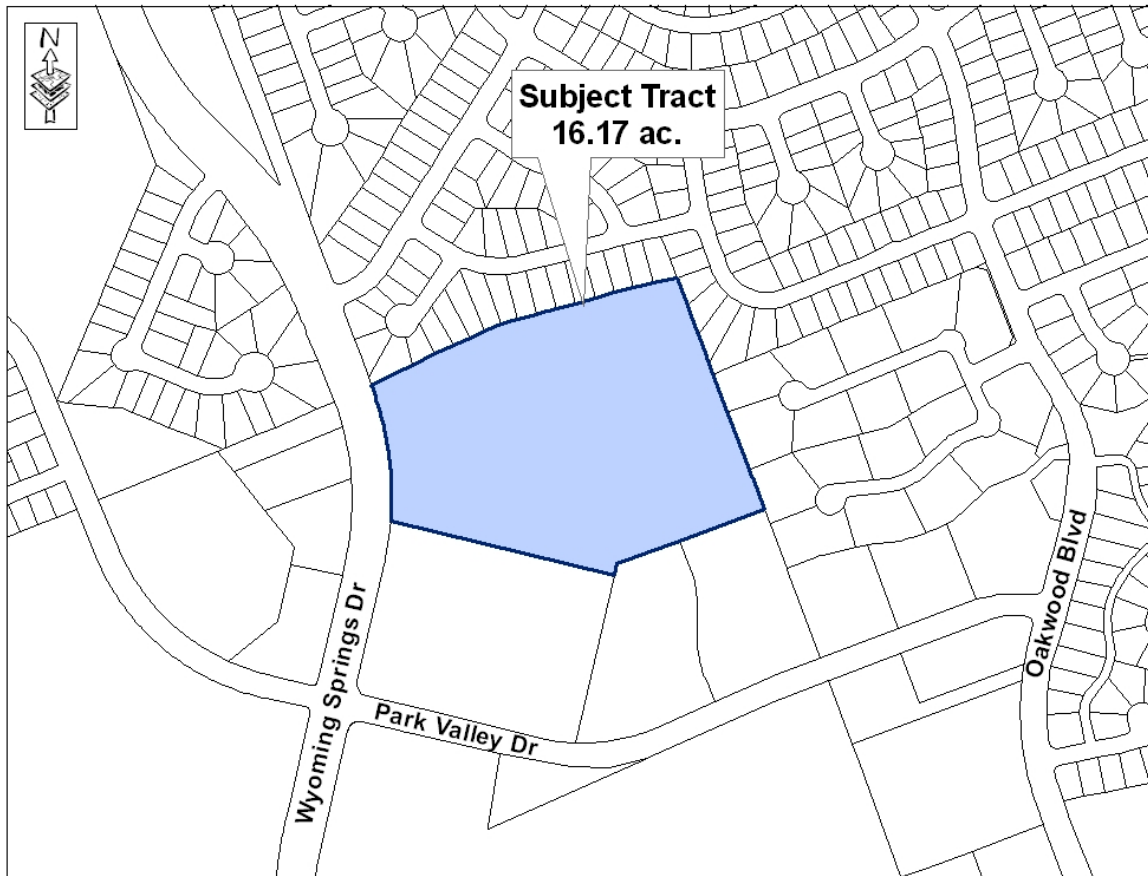 N
Subject Tract
16.17 ac.
Oakwood Blvd
Wyoming Springs Dr
Park Valley Dr